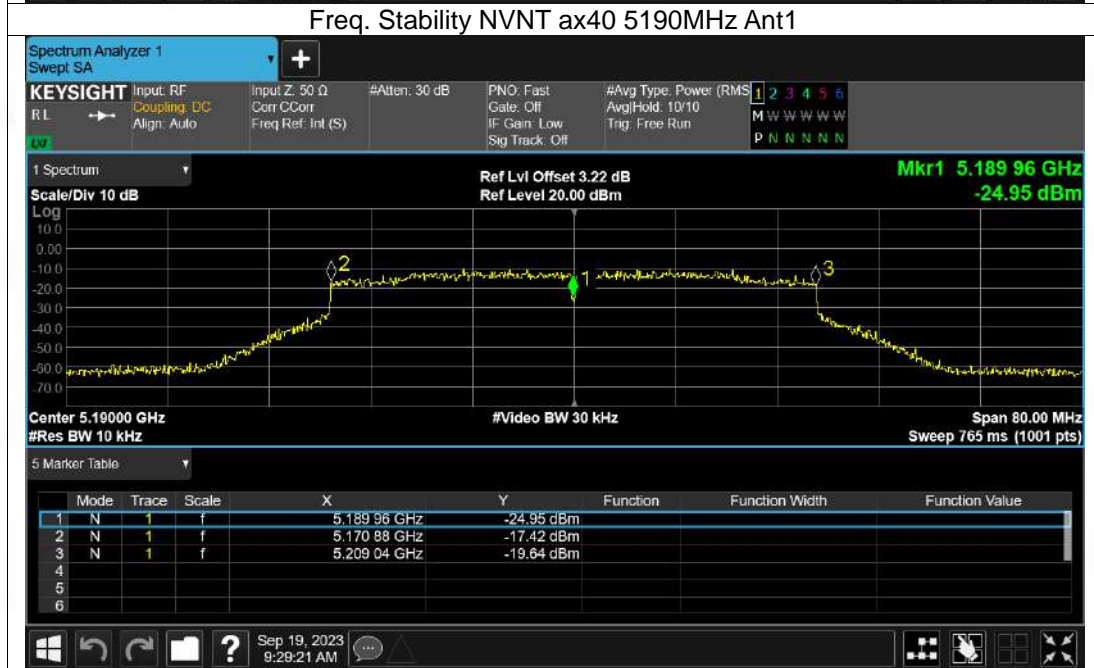 Freq. Stability NVNT ax40 5190MHz Ant1
Spectrum Analyzer 1
Swept SA
+
KEYSIGHT Input: RF Input Z: 50 Ω #Atten: 30 dB PNO: Fast #Avg Type: Power (RMS 1 2 3 4 5 6
RL Coupling: DC Corr CCorr Gate: Off Avg|Hold: 10/10 M W W W W W
Align: Auto Freq Ref: Int (S) IF Gain: Low Trig: Free Run
Sig Track: Off P N N N N N
1 Spectrum Ref Lvl Offset 3.22 dB Mkr1 5.189 96 GHz
Scale/Div 10 dB Ref Level 20.00 dBm -24.95 dBm
Log
10.0
0.00
-10.0
-20.0
-30.0
-40.0
-50.0
-60.0
-70.0
2 1 3
Center 5.19000 GHz #Video BW 30 kHz Span 80.00 MHz
#Res BW 10 kHz Sweep 765 ms (1001 pts)
5 Marker Table
Mode Trace Scale X Y Function Function Width Function Value
1 N 1 f 5.189 96 GHz -24.95 dBm
2 N 1 f 5.170 88 GHz -17.42 dBm
3 N 1 f 5.209 04 GHz -19.64 dBm
4
5
6
? Sep 19, 2023
9:29:21 AM